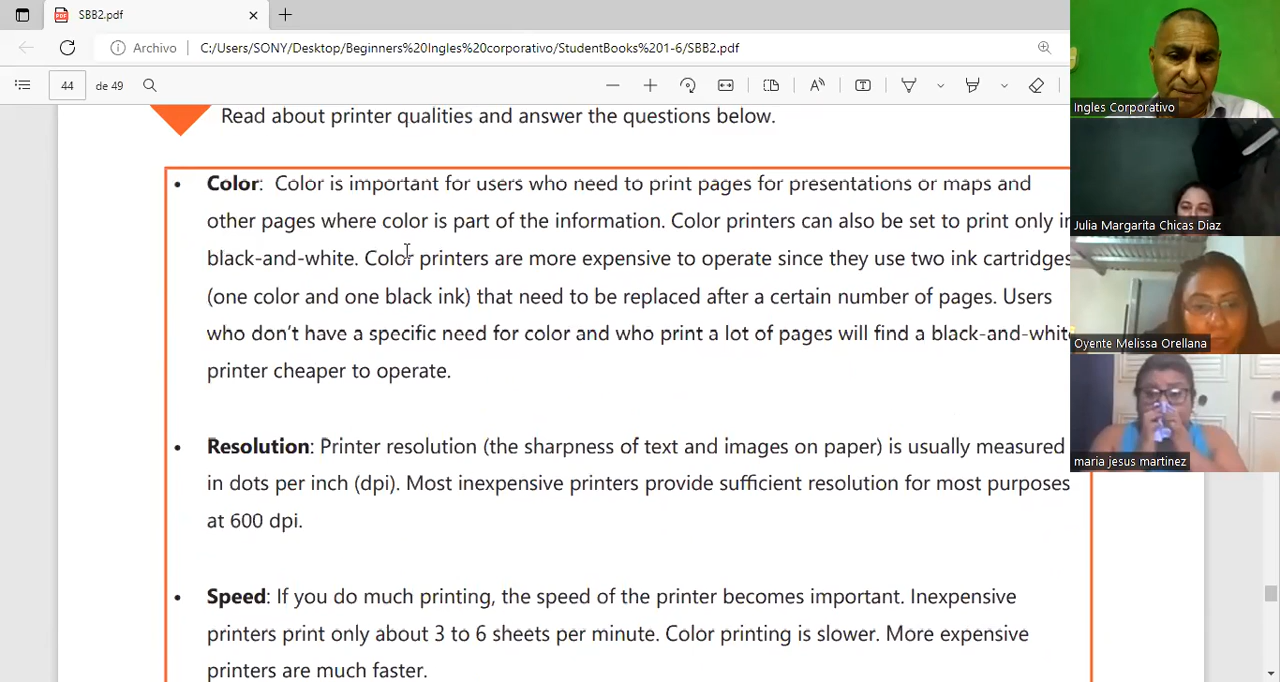 SBB2.pdf
Archivo
C:/Users/SONY/Desktop/Beginners%20Ingles%20corporativo/StudentBooks%201-6/SBB2.pdf
44 de 49
Read about printer qualities and answer the questions below.
• Color: Color is important for users who need to print pages for presentations or maps and
other pages where color is part of the information. Color printers can also be set to print only in
black-and-white. Color printers are more expensive to operate since they use two ink cartridges
(one color and one black ink) that need to be replaced after a certain number of pages. Users
who don't have a specific need for color and who print a lot of pages will find a black-and-white
printer cheaper to operate.
• Resolution: Printer resolution (the sharpness of text and images on paper) is usually measured
in dots per inch (dpi). Most inexpensive printers provide sufficient resolution for most purposes
at 600 dpi.
• Speed: If you do much printing, the speed of the printer becomes important. Inexpensive
printers print only about 3 to 6 sheets per minute. Color printing is slower. More expensive
printers are much faster.
Ingles Corporativo
Julia Margarita Chicas Diaz
Oyente Melissa Orellana
maria jesus martinez